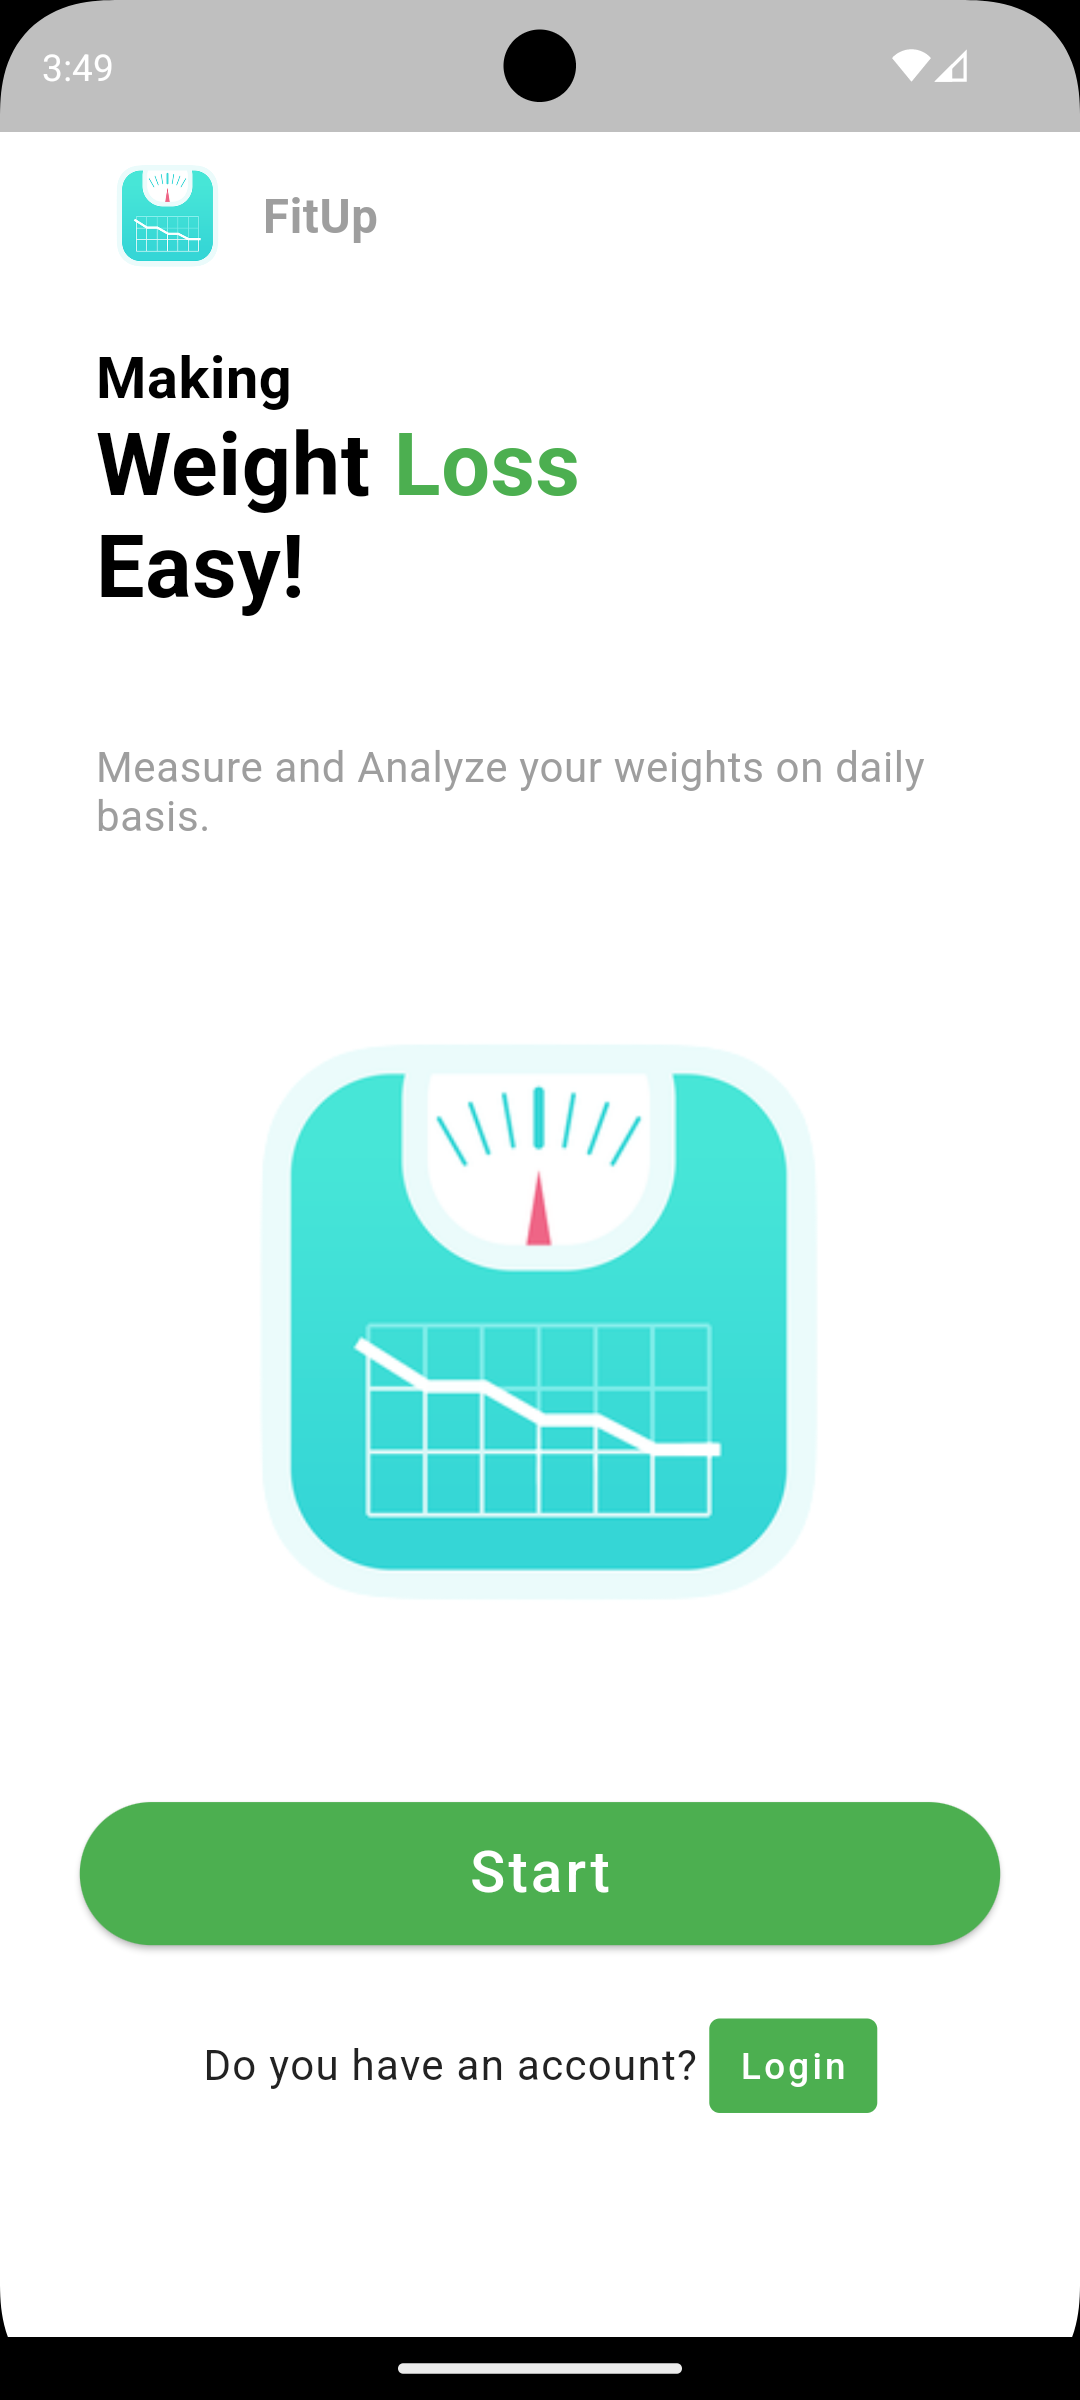 3:49
FitUp
Making
Weight Loss
Easy!
Measure and Analyze your weights on daily
basis.
Start
Do you have an account? Login